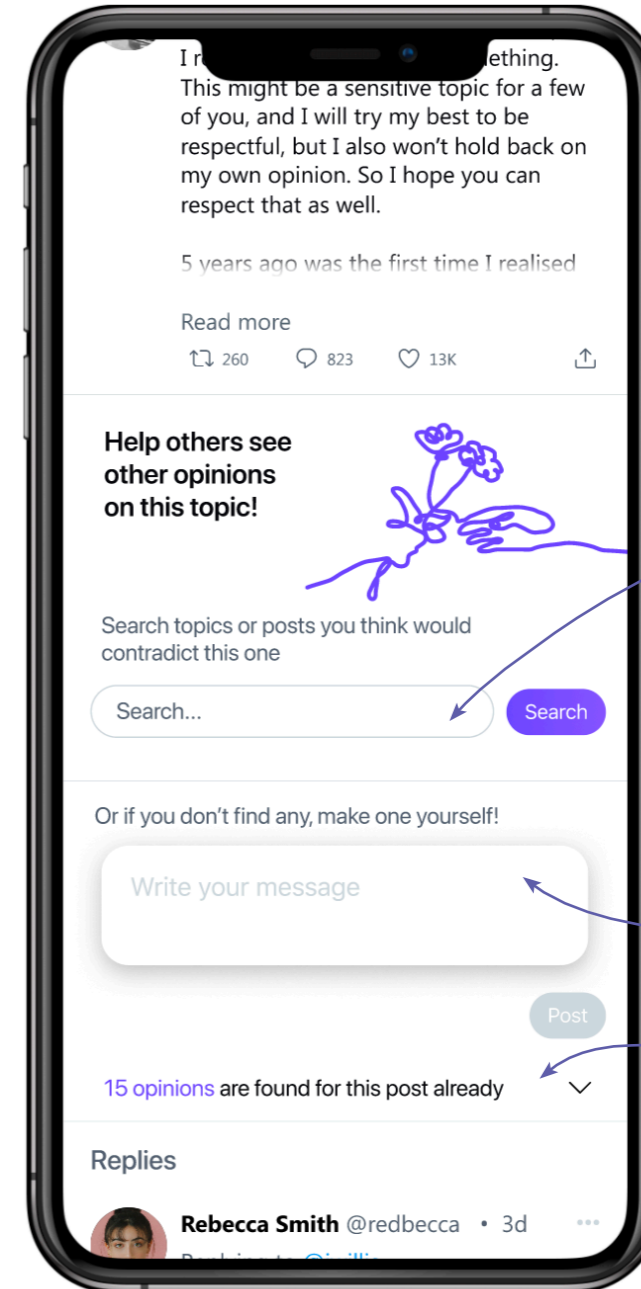 I
ething.
This might be a sensitive topic for a few
of you, and I will try my best to be
respectful, but I also won't hold back on
my own opinion. So I hope you can
respect that as well.
5 years ago was the first time I realised
Read more
260 823 13K
Help others see
other opinions
on this topic!
Search topics or posts you think would
contradict this one
Search...
Search
Or if you don't find any, make one yourself!
Write your message
Post
15 opinions are found for this post already
Replies
Rebecca Smith @redbecca • 3d